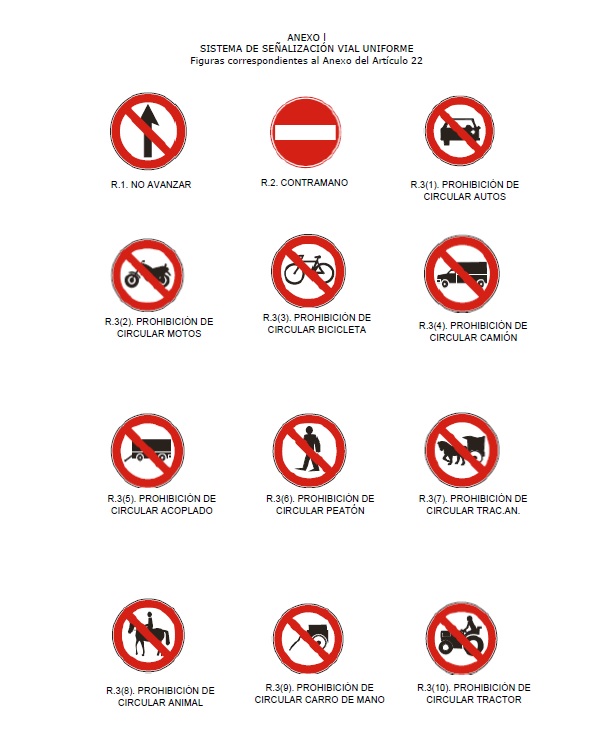 ANEXO l
SISTEMA DE SEÑALIZACIÓN VIAL UNIFORME
Figuras correspondientes al Anexo del Artículo 22
R.1. NO AVANZAR
R.2. CONTRAMANO
R.3(1). PROHIBICIÓN DE
CIRCULAR AUTOS
R.3(2). PROHIBICIÓN DE
CIRCULAR MOTOS
R.3(3). PROHIBICIÓN DE
CIRCULAR BICICLETA
R.3(4). PROHIBICIÓN DE
CIRCULAR CAMIÓN
R.3(5). PROHIBICIÓN DE
CIRCULAR ACOPLADO
R.3(6). PROHIBICIÓN DE
CIRCULAR PEATÓN
R.3(7). PROHIBICIÓN DE
CIRCULAR TRAC.AN.
R.3(8). PROHIBICIÓN DE
CIRCULAR ANIMAL
R.3(9). PROHIBICIÓN DE
CIRCULAR CARRO DE MANO
R.3(10). PROHIBICIÓN DE
CIRCULAR TRACTOR